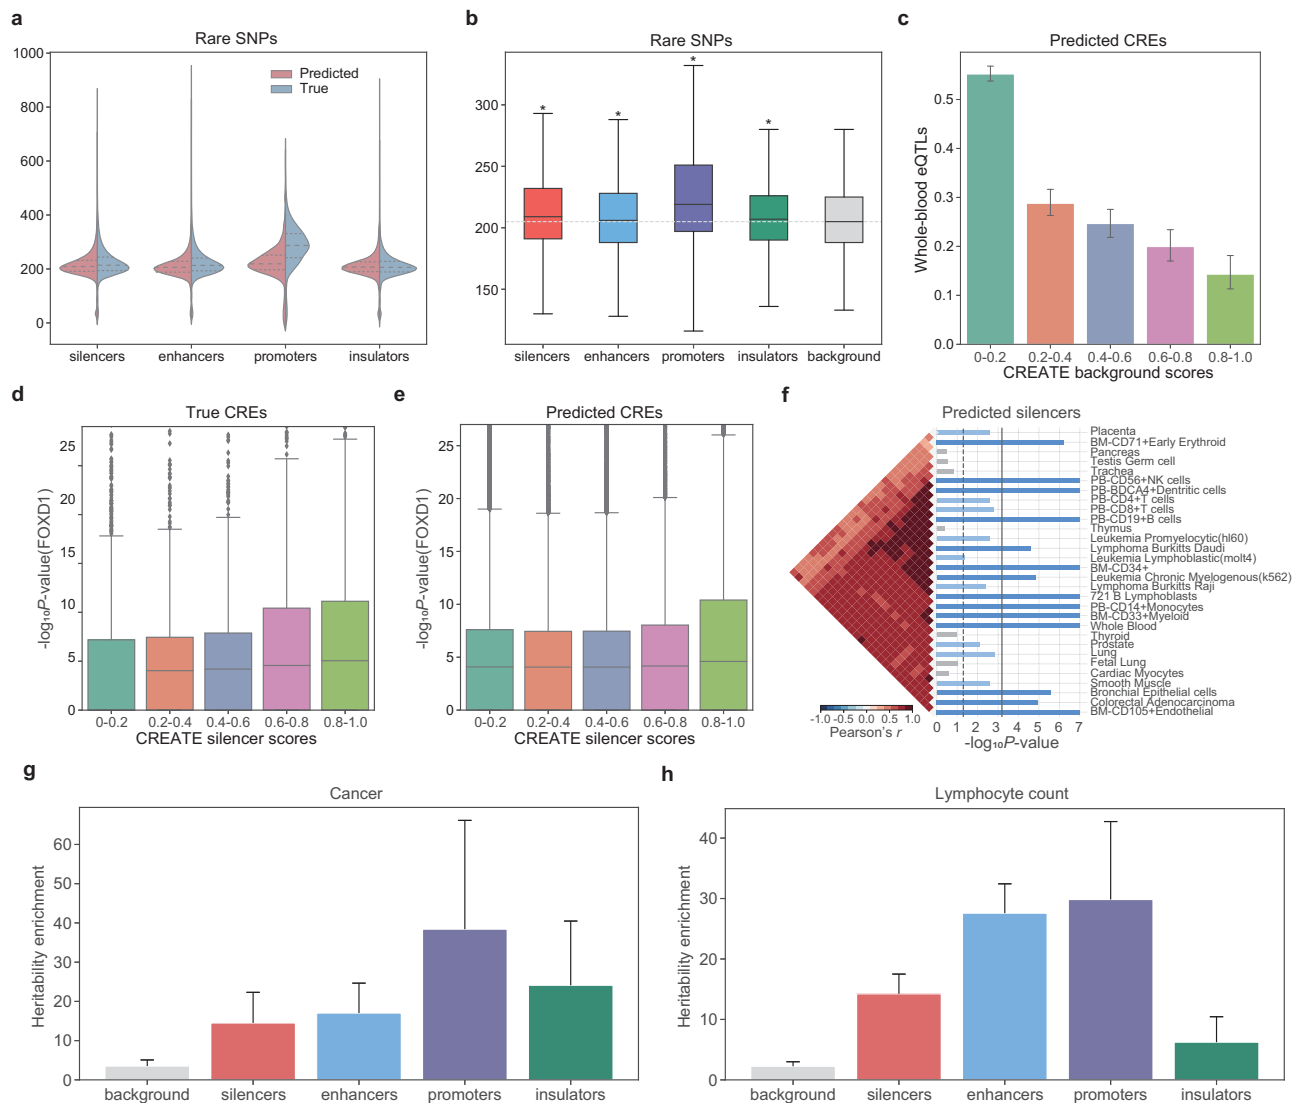 a
Rare SNPs
1000
800
600
400
200
0
Predicted
True
silencers
enhancers
promoters
insulators
b
Rare SNPs
300
250
200
150
*
*
*
*
silencers
enhancers
promoters
insulators
background
c
Predicted CREs
Whole-blood eQTLs
0.5
0.4
0.3
0.2
0.1
0.0
0-0.2
0.2-0.4
0.4-0.6
0.6-0.8
0.8-1.0
CREATE background scores
d
True CREs
-log₁₀P-value(FOXD1)
25
20
15
10
5
0
0-0.2
0.2-0.4
0.4-0.6
0.6-0.8
0.8-1.0
CREATE silencer scores
e
Predicted CREs
-log₁₀P-value(FOXD1)
25
20
15
10
5
0
0-0.2
0.2-0.4
0.4-0.6
0.6-0.8
0.8-1.0
CREATE silencer scores
f
Predicted silencers
Placenta
BM-CD71+Early Erythroid
Pancreas
Testis Germ cell
Trachea
PB-CD56+NK cells
PB-BDCA4+Dentritic cells
PB-CD4+T cells
PB-CD8+T cells
PB-CD19+B cells
Thymus
Leukemia Promyelocytic(hl60)
Lymphoma Burkitts Daudi
Leukemia Lymphoblastic(molt4)
BM-CD34+
Leukemia Chronic Myelogenous(k562)
Lymphoma Burkitts Raji
721 B Lymphoblasts
PB-CD14+Monocytes
BM-CD33+Myeloid
Whole Blood
Thyroid
Prostate
Lung
Fetal Lung
Cardiac Myocytes
Smooth Muscle
Bronchial Epithelial cells
Colorectal Adenocarcinoma
BM-CD105+Endothelial
-1.0 -0.5 0.0 0.5 1.0
Pearson's r
0 1 2 3 4 5 6 7
-log₁₀P-value
g
Cancer
Heritability enrichment
60
50
40
30
20
10
0
background
silencers
enhancers
promoters
insulators
h
Lymphocyte count
Heritability enrichment
40
30
20
10
0
background
silencers
enhancers
promoters
insulators